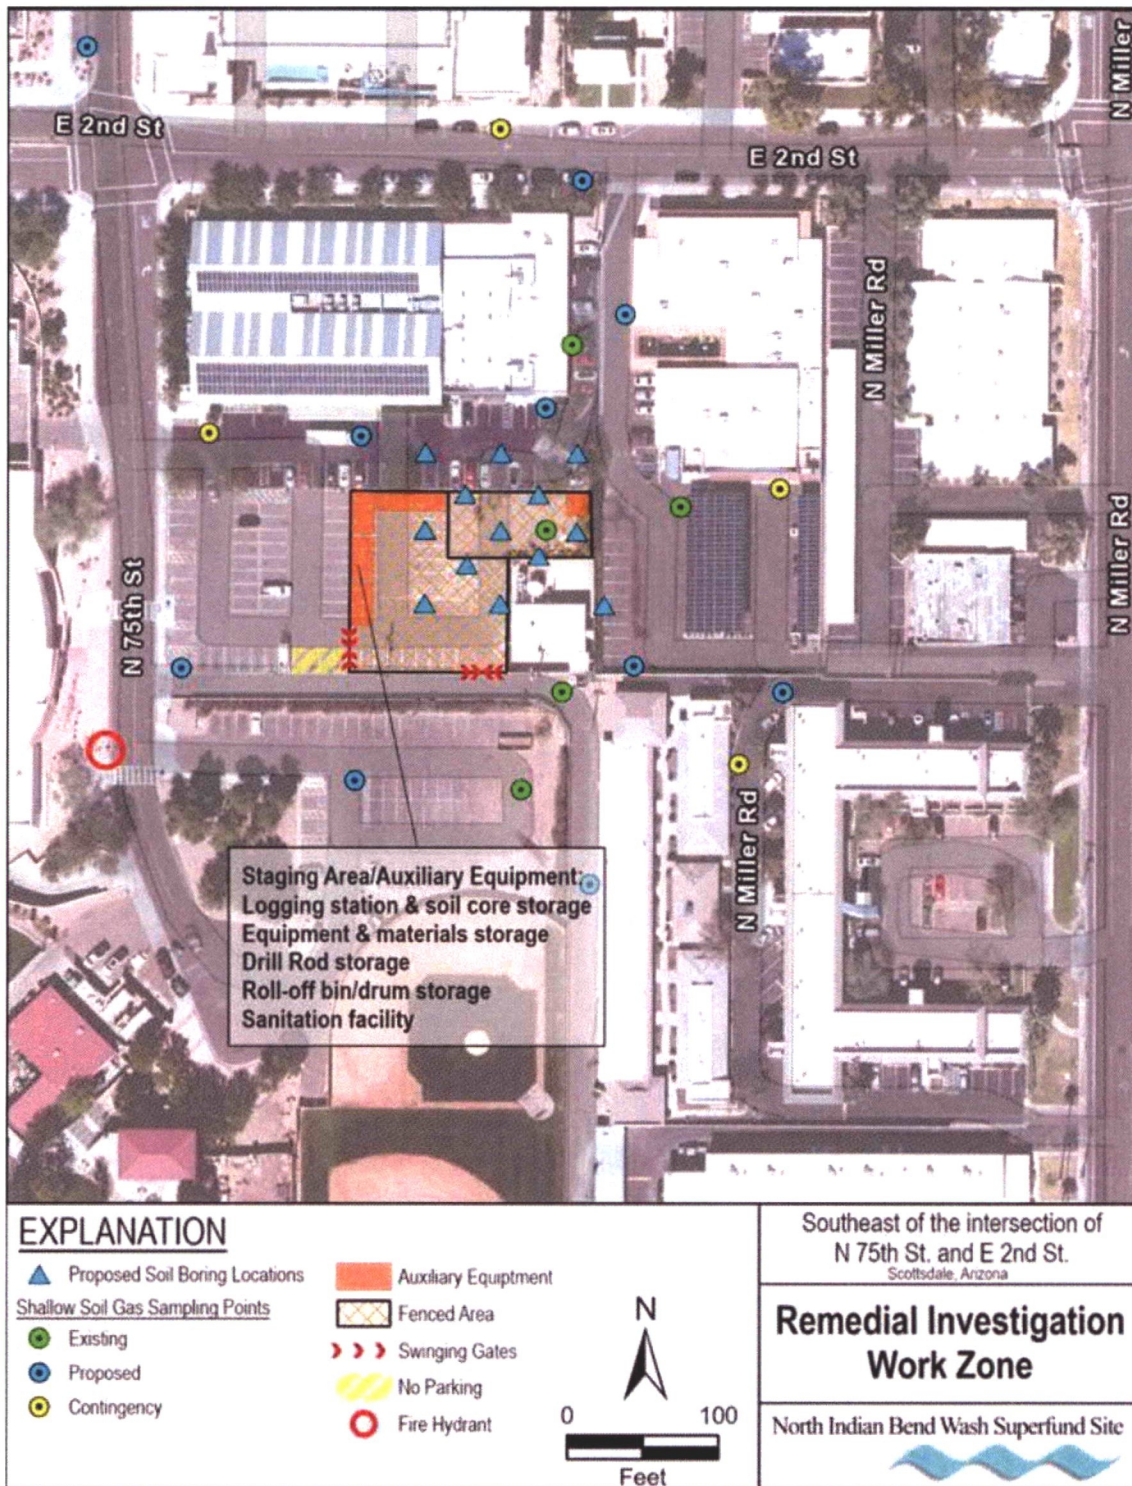 N Miller
E 2nd St
E 2nd St
N Miller Rd
N Miller Rd
N 75th St
N Miller Rd
Staging Area/Auxiliary Equipment:
Logging station & soil core storage
Equipment & materials storage
Drill Rod storage
Roll-off bin/drum storage
Sanitation facility
EXPLANATION
Proposed Soil Boring Locations
Shallow Soil Gas Sampling Points
Existing
Proposed
Contingency
Auxiliary Equiptment
Fenced Area
Swinging Gates
No Parking
Fire Hydrant
N
0 100
Feet
Southeast of the intersection of
N 75th St. and E 2nd St.
Scottsdale, Arizona
Remedial Investigation
Work Zone
North Indian Bend Wash Superfund Site